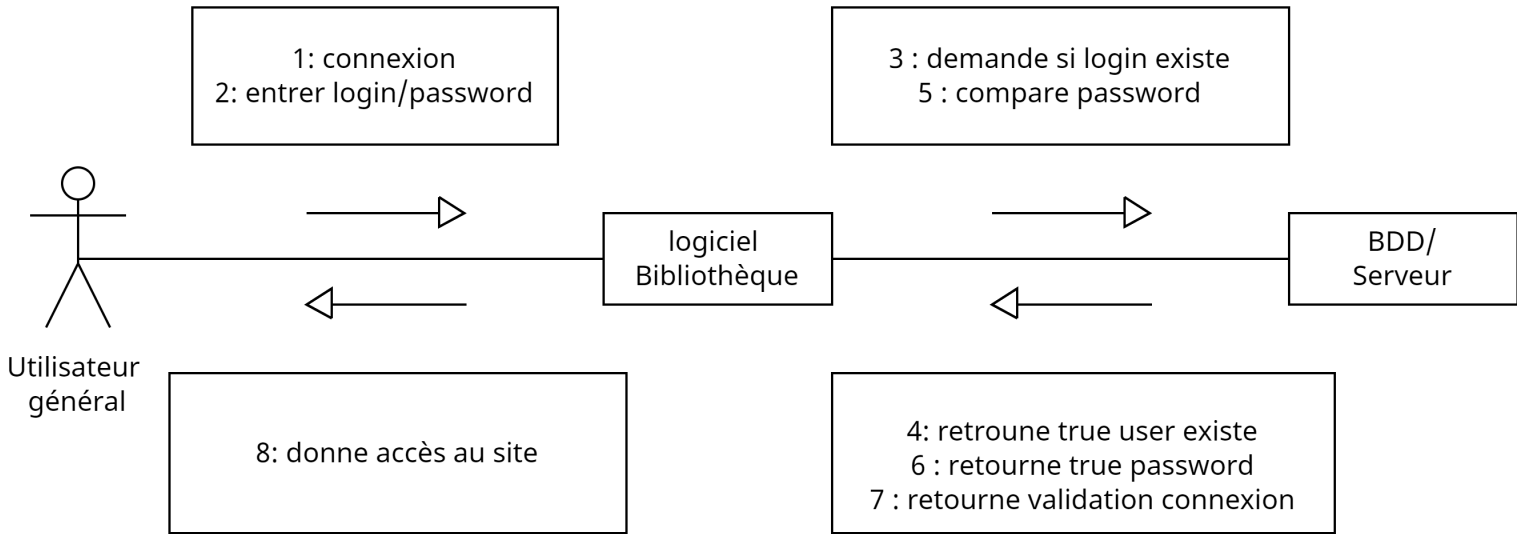 1: connexion
2: entrer login/password
3 : demande si login existe
5 : compare password
logiciel
Bibliothèque
BDD/
Serveur
Utilisateur
général
8: donne accès au site
4: retroune true user existe
6 : retourne true password
7 : retourne validation connexion